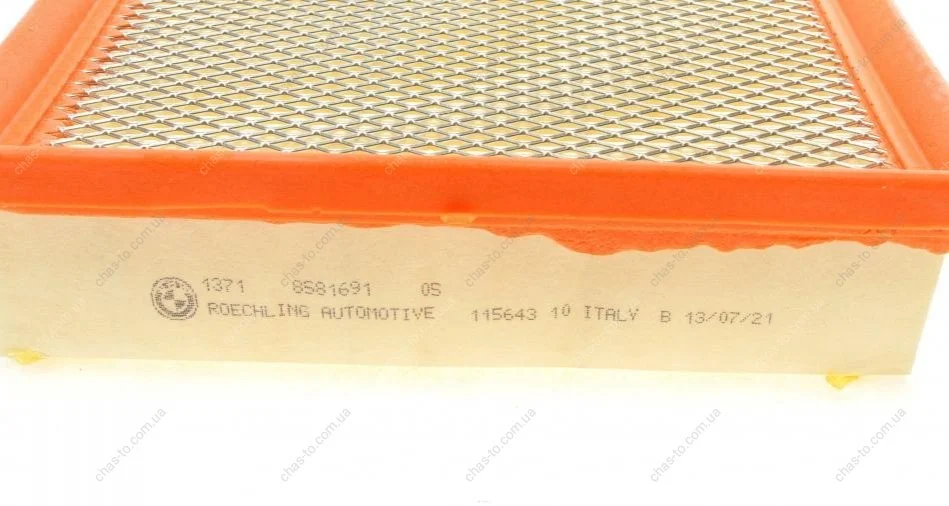 1371 8581691 05
ROECHLING AUTOMOTIVE 115643 10 ITALY B 13/07/21
chas-to.com.ua